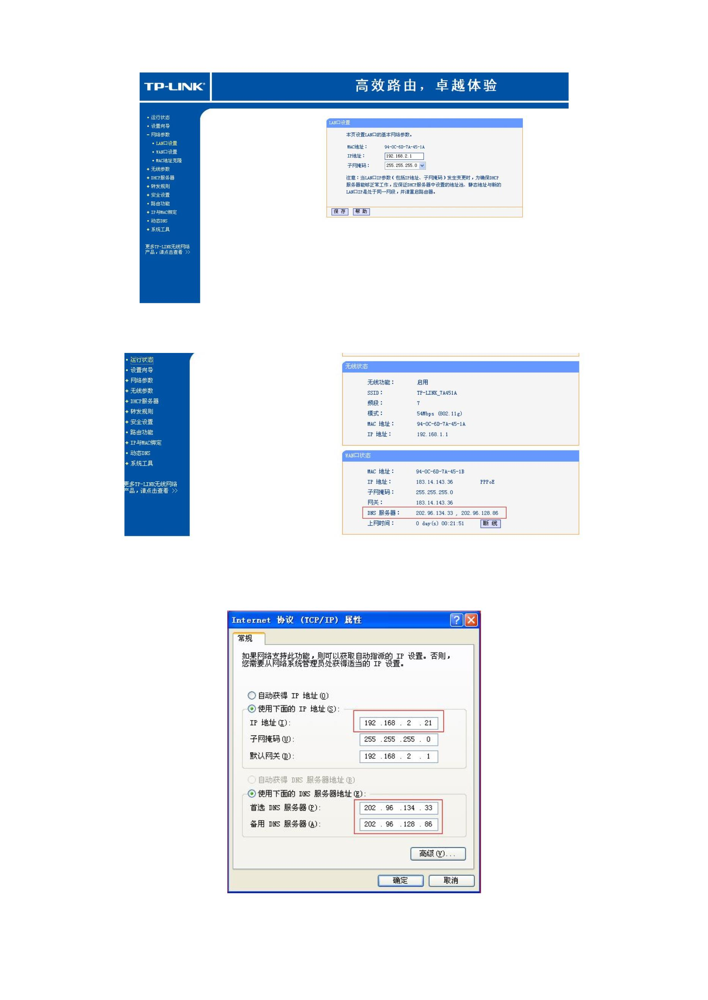 TP-LINK®
高效路由，卓越体验
• 运行状态
• 设置向导
- 网络参数
• LAN口设置
• WAN口设置
• MAC地址克隆
+ 无线参数
+ DHCP服务器
+ 转发规则
+ 安全设置
• 路由功能
+ IP与MAC绑定
• 动态DNS
+ 系统工具
更多TP-LINK无线网络
产品，请点击查看 >>
LAN口设置
本页设置LAN口的基本网络参数。
MAC地址： 94-0C-6D-7A-45-1A
IP地址： 192.168.2.1
子网掩码： 255.255.255.0
注意：当LAN口IP参数（包括IP地址、子网掩码）发生变更时，为确保DHCP
服务器能够正常工作，应保证DHCP服务器中设置的地址池、静态地址与新的
LAN口IP是处于同一网段，并请重启路由器。
保 存 帮 助
• 运行状态
• 设置向导
+ 网络参数
+ 无线参数
+ DHCP服务器
+ 转发规则
+ 安全设置
• 路由功能
+ IP与MAC绑定
• 动态DNS
+ 系统工具
更多TP-LINK无线网络
产品，请点击查看 >>
无线状态
无线功能： 启用
SSID： TP-LINK_7A451A
频段： 7
模式： 54Mbps (802.11g)
MAC 地址： 94-0C-6D-7A-45-1A
IP 地址： 192.168.1.1
WAN口状态
MAC 地址： 94-0C-6D-7A-45-1B
IP 地址： 183.14.143.36 PPPoE
子网掩码： 255.255.255.0
网关： 183.14.143.36
DNS 服务器： 202.96.134.33 , 202.96.128.86
上网时间： 0 day(s) 00:21:51 断 线
Internet 协议 (TCP/IP) 属性
常规
如果网络支持此功能，则可以获取自动指派的 IP 设置。否则，
您需要从网络系统管理员处获得适当的 IP 设置。
自动获得 IP 地址(O)
使用下面的 IP 地址(S):
IP 地址(I): 192 .168 . 2 . 21
子网掩码(U): 255 .255 .255 . 0
默认网关(D): 192 .168 . 2 . 1
自动获得 DNS 服务器地址(B)
使用下面的 DNS 服务器地址(E):
首选 DNS 服务器(P): 202 . 96 .134 . 33
备用 DNS 服务器(A): 202 . 96 .128 . 86
高级(V)...
确定 取消